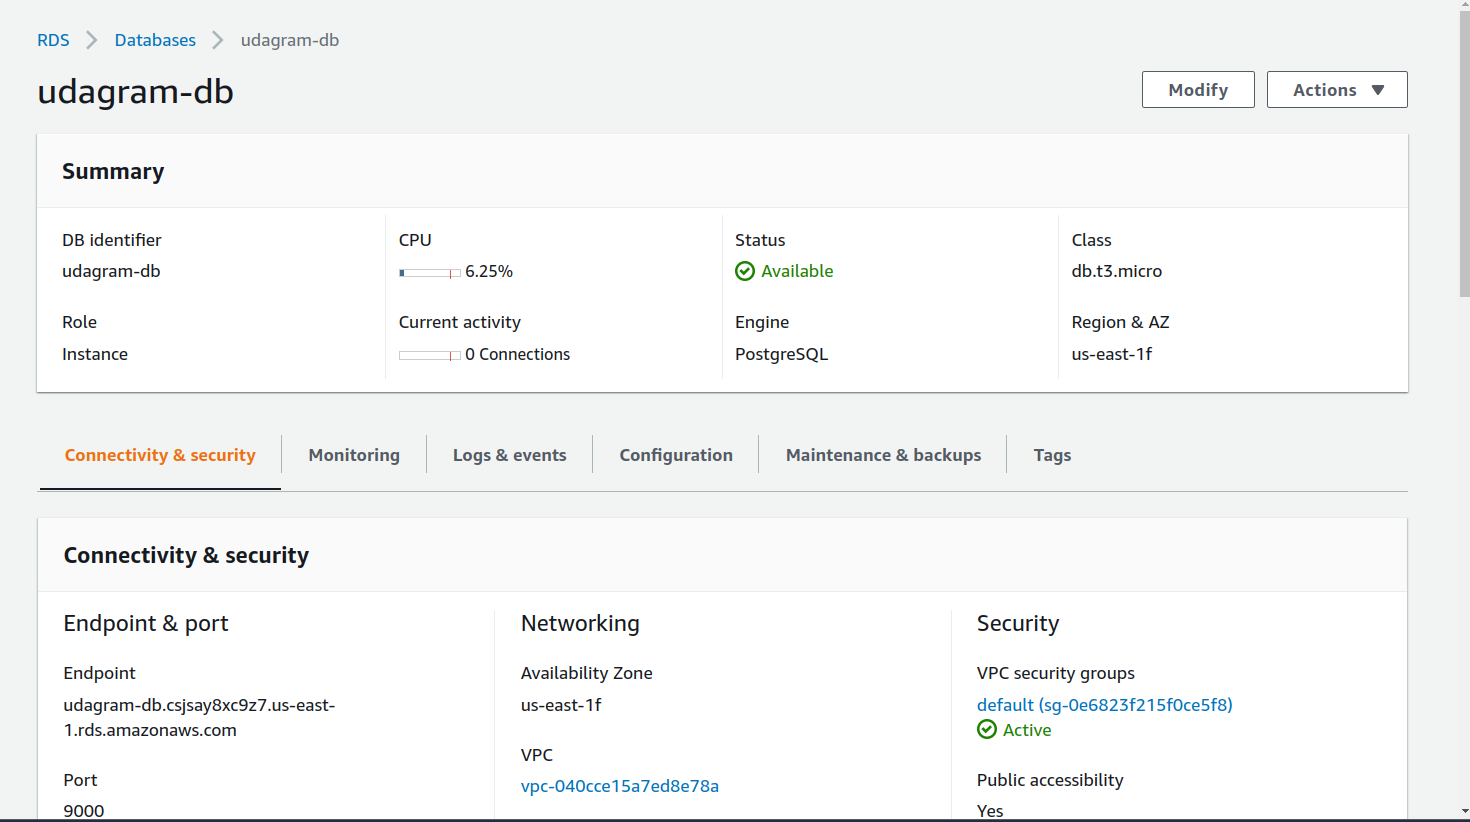 RDS > Databases > udagram-db
udagram-db
Modify
Actions
Summary
DB identifier
udagram-db
CPU
6.25%
Status
Available
Class
db.t3.micro
Role
Instance
Current activity
0 Connections
Engine
PostgreSQL
Region & AZ
us-east-1f
Connectivity & security
Monitoring
Logs & events
Configuration
Maintenance & backups
Tags
Connectivity & security
Endpoint & port
Endpoint
udagram-db.csjsay8xc9z7.us-east-
1.rds.amazonaws.com
Port
9000
Networking
Availability Zone
us-east-1f
VPC
vpc-040cce15a7ed8e78a
Security
VPC security groups
default (sg-0e6823f215f0ce5f8)
Active
Public accessibility
Yes